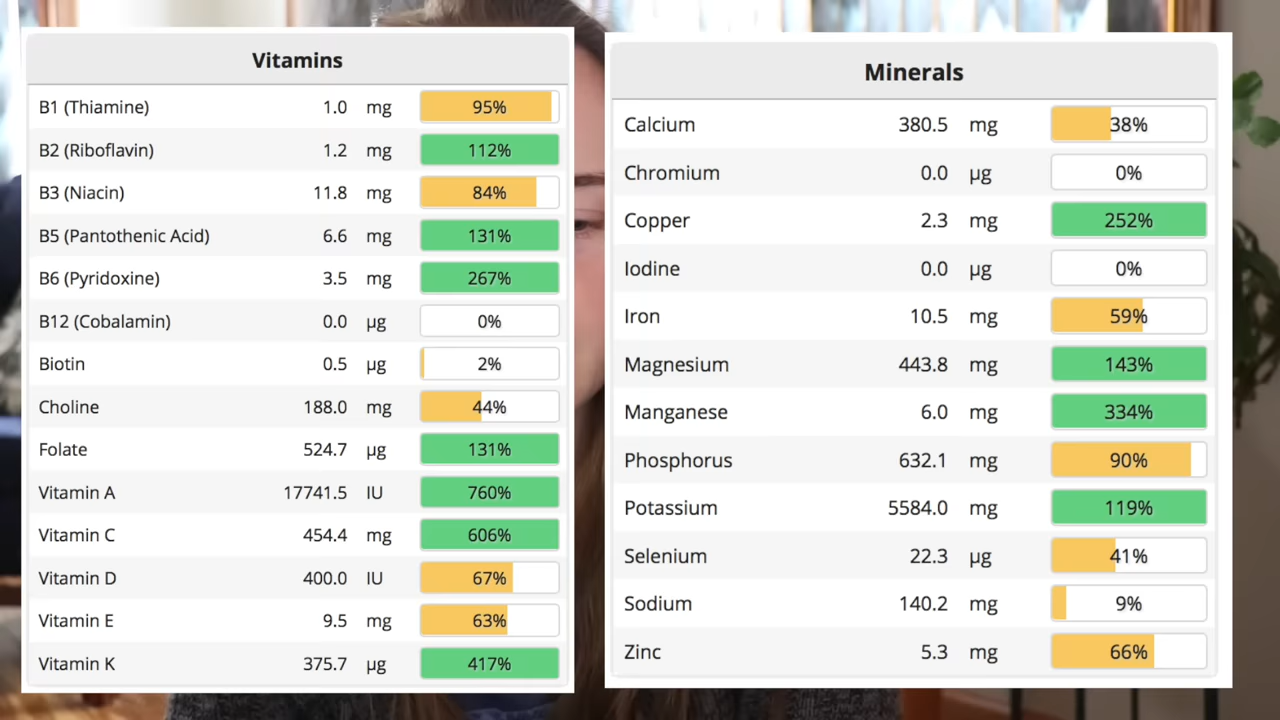 Vitamins
B1 (Thiamine) 1.0 mg 95%
B2 (Riboflavin) 1.2 mg 112%
B3 (Niacin) 11.8 mg 84%
B5 (Pantothenic Acid) 6.6 mg 131%
B6 (Pyridoxine) 3.5 mg 267%
B12 (Cobalamin) 0.0 µg 0%
Biotin 0.5 µg 2%
Choline 188.0 mg 44%
Folate 524.7 µg 131%
Vitamin A 17741.5 IU 760%
Vitamin C 454.4 mg 606%
Vitamin D 400.0 IU 67%
Vitamin E 9.5 mg 63%
Vitamin K 375.7 µg 417%
Minerals
Calcium 380.5 mg 38%
Chromium 0.0 µg 0%
Copper 2.3 mg 252%
Iodine 0.0 µg 0%
Iron 10.5 mg 59%
Magnesium 443.8 mg 143%
Manganese 6.0 mg 334%
Phosphorus 632.1 mg 90%
Potassium 5584.0 mg 119%
Selenium 22.3 µg 41%
Sodium 140.2 mg 9%
Zinc 5.3 mg 66%